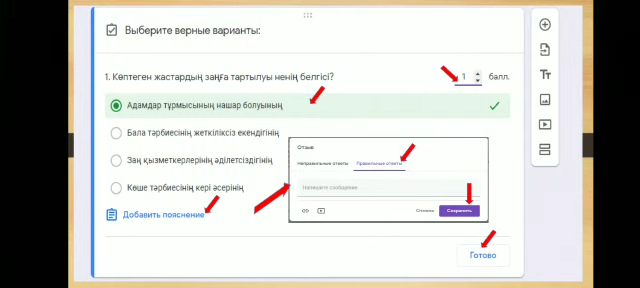 Выберите верные варианты:
1. Көптеген жастардың заңға тартылуы ненің белгісі?
1 балл.
Адамдар тұрмысының нашар болуының
Бала тәрбиесінің жеткіліксіз екендігінің
Заң қызметкерлерінің әділетсіздігінің
Көше тәрбиесінің кері әсерінің
Добавить пояснение
Отзыв
Неправильные ответы Правильные ответы
Напишите сообщение
Отмена Сохранить
Готово
Tт